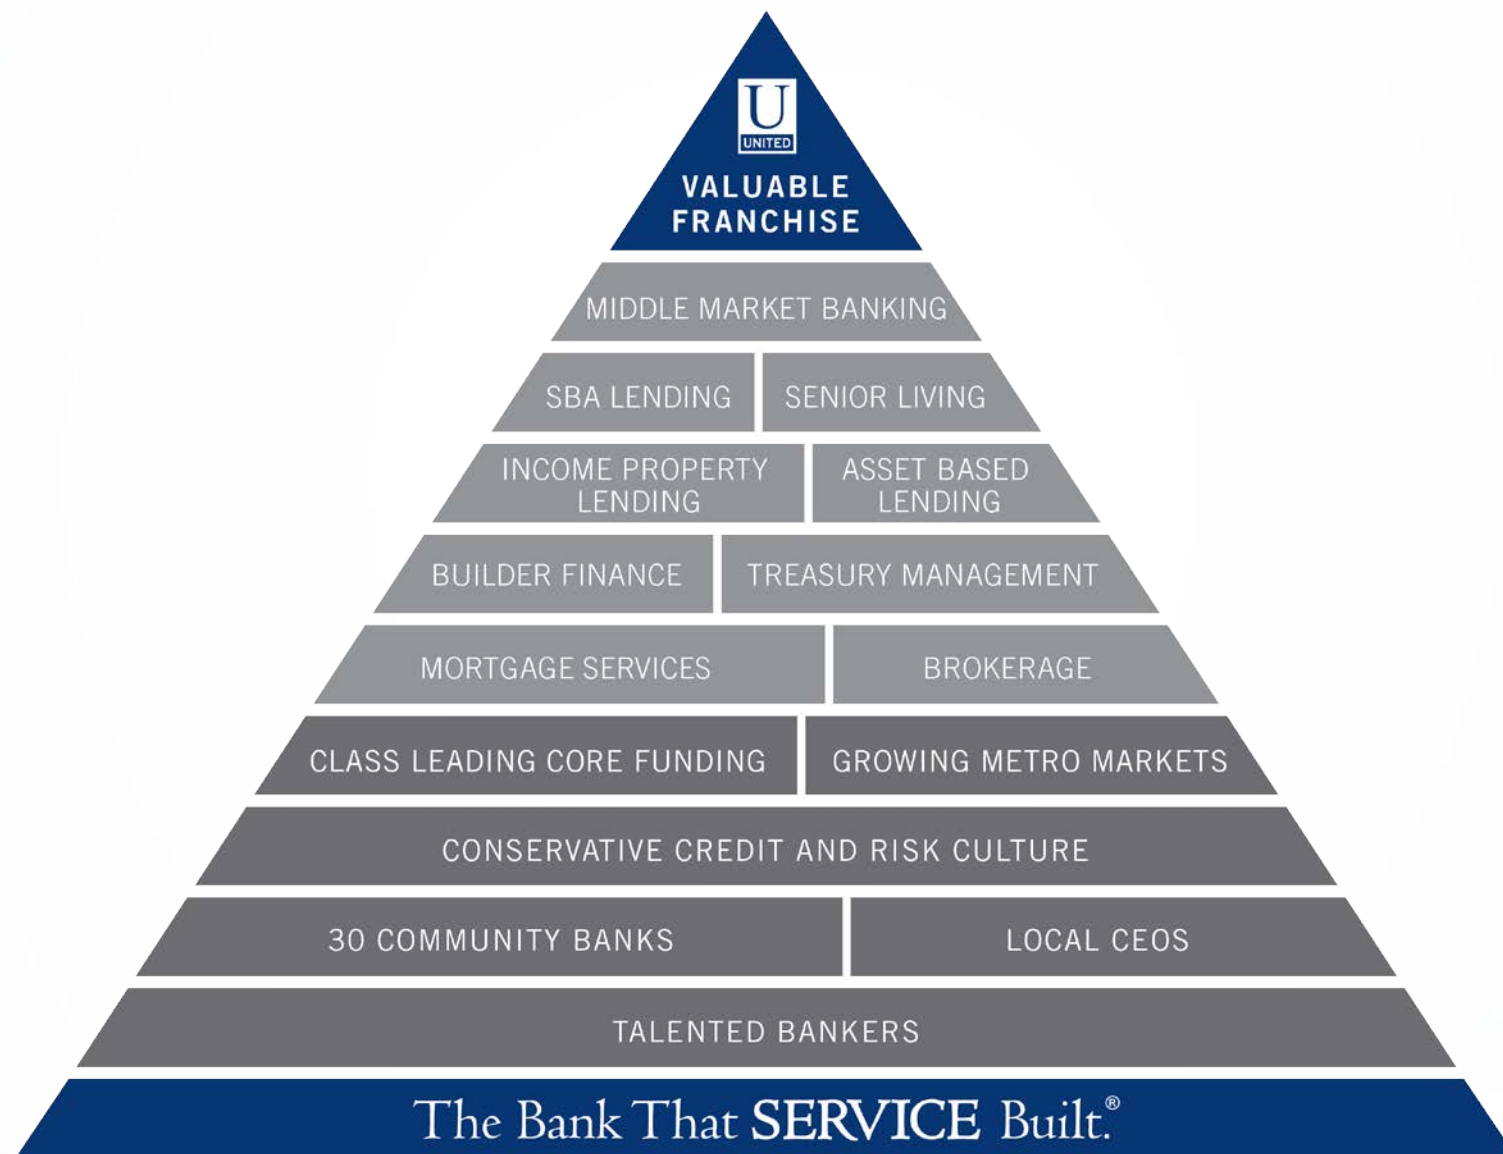 U
UNITED
VALUABLE
FRANCHISE
MIDDLE MARKET BANKING
SBA LENDING
SENIOR LIVING
INCOME PROPERTY
LENDING
ASSET BASED
LENDING
BUILDER FINANCE
TREASURY MANAGEMENT
MORTGAGE SERVICES
BROKERAGE
CLASS LEADING CORE FUNDING
GROWING METRO MARKETS
CONSERVATIVE CREDIT AND RISK CULTURE
30 COMMUNITY BANKS
LOCAL CEOS
TALENTED BANKERS
The Bank That SERVICE Built.®